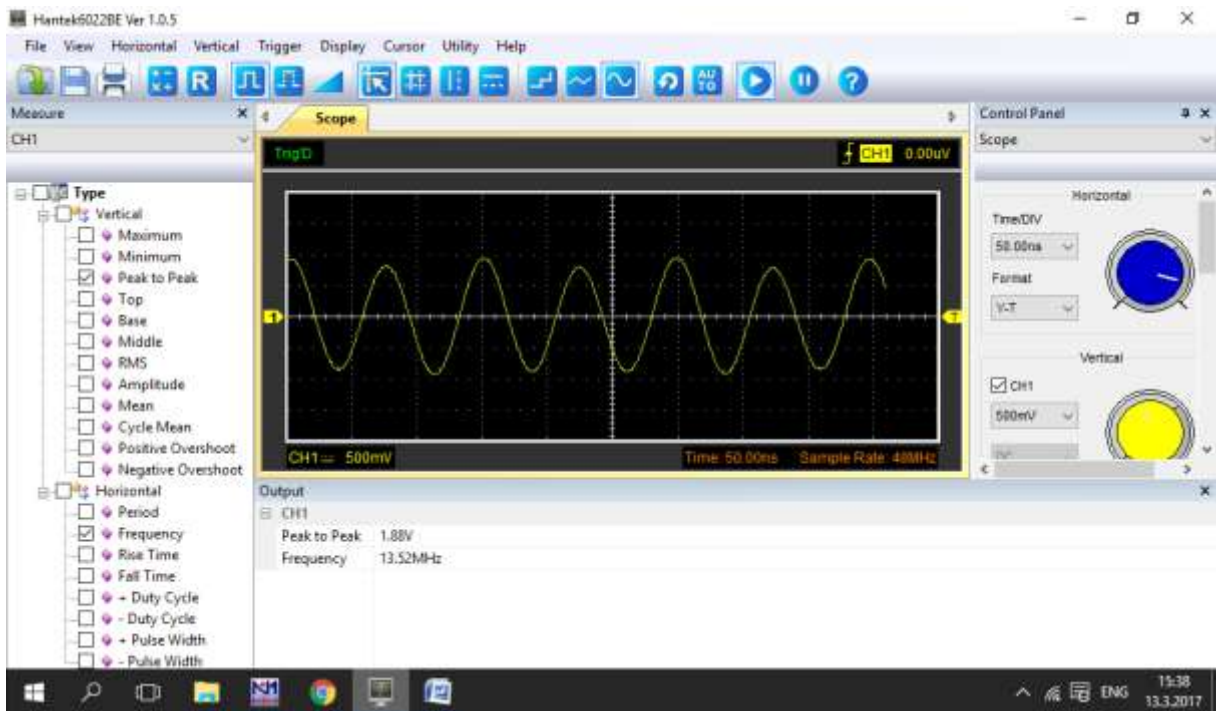 Hantek6022BE Ver 1.0.5
File View Horizontal Vertical Trigger Display Cursor Utility Help
R AUTO ?
Measure
CH1
Type
Vertical
Maximum
Minimum
Peak to Peak
Top
Base
Middle
RMS
Amplitude
Mean
Cycle Mean
Positive Overshoot
Negative Overshoot
Horizontal
Period
Frequency
Rise Time
Fall Time
+ Duty Cycle
- Duty Cycle
+ Pulse Width
- Pulse Width
Scope
Trig'D CH1 0.00uV
1 T
CH1 500mV Time: 50.00ns Sample Rate: 48MHz
Control Panel
Scope
Horizontal
Time/DIV
50.00ns
Format
Y-T
Vertical
CH1
500mV
Output
CH1
Peak to Peak 1.88V
Frequency 13.52MHz
ENG 15:38
13.3.2017